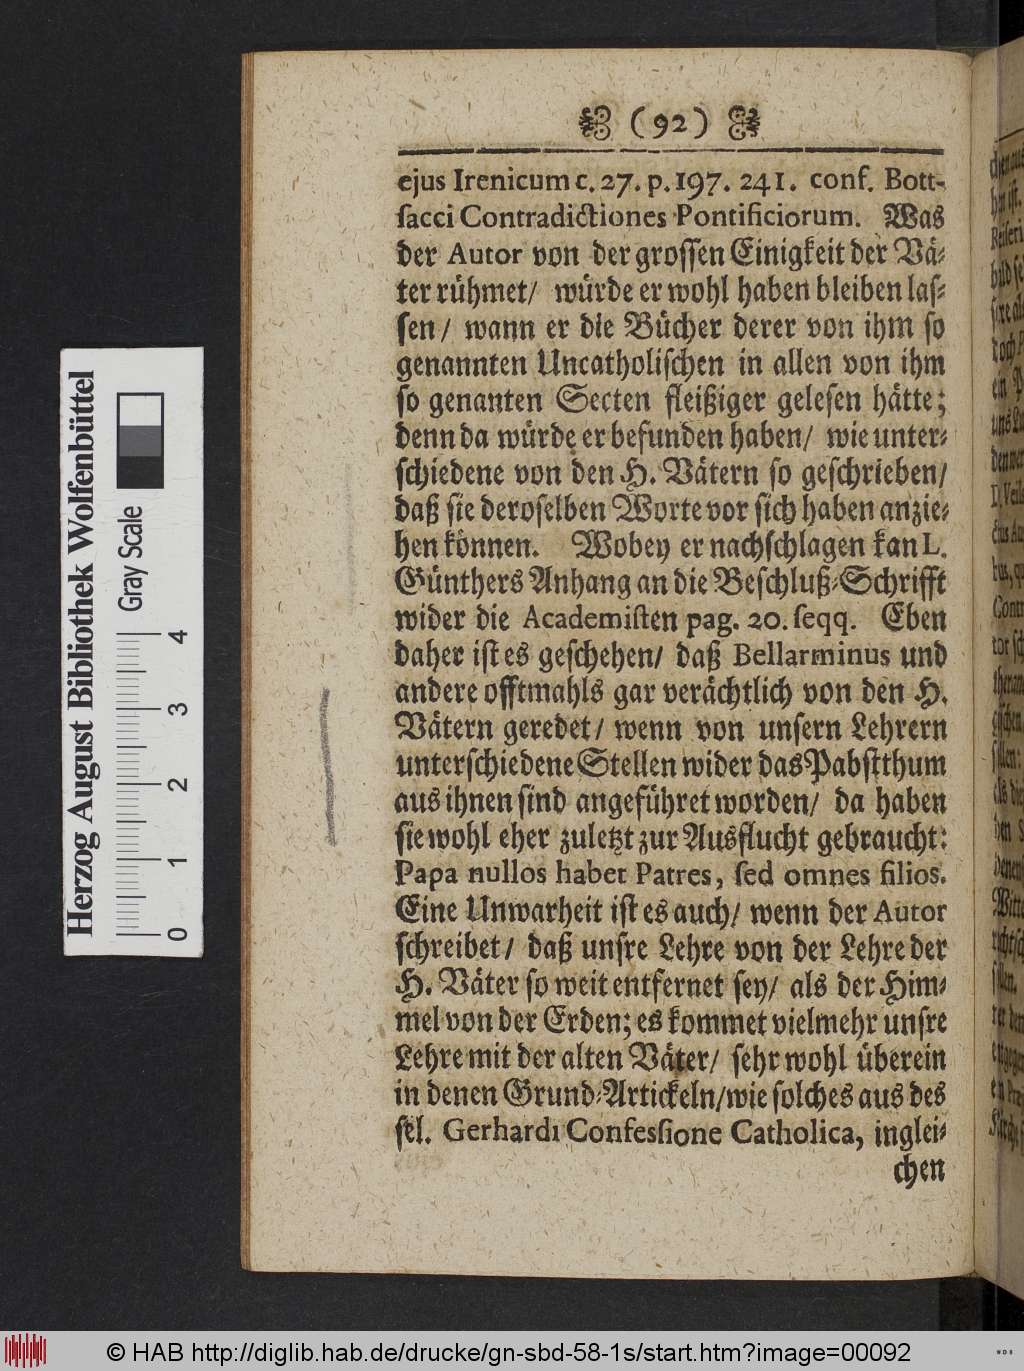 (92)
ejus Irenicum c. 27. p. 197. 241. conf. Bott-
sacci Contradictiones Pontificiorum. Was
der Autor von der grossen Einigkeit der Vä-
ter rühmet/ würde er wohl haben bleiben las-
sen/ wann er die Bücher derer von ihm so
genannten Uncatholischen in allen von ihm
so genanten Secten fleißiger gelesen hätte;
denn da würde er befunden haben/ wie unter-
schiedene von den H. Vätern so geschrieben/
daß sie deroselben Worte vor sich haben anzie-
hen können. Wobey er nachschlagen kan L.
Günthers Anhang an die Beschluß-Schrifft
wider die Academisten pag. 20. seqq. Eben
daher ist es geschehen/ daß Bellarminus und
andere offtmahls gar verächtlich von den H.
Vätern geredet/ wenn von unsern Lehrern
unterschiedene Stellen wider das Pabstthum
aus ihnen sind angeführet worden/ da haben
sie wohl eher zuletzt zur Ausflucht gebraucht:
Papa nullos habet Patres, sed omnes filios.
Eine Unwarheit ist es auch/ wenn der Autor
schreibet/ daß unsre Lehre von der Lehre der
H. Väter so weit entfernet sey/ als der Him-
mel von der Erden; es kommet vielmehr unsre
Lehre mit der alten Väter/ sehr wohl überein
in denen Grund-Artickeln/wie solches aus des
sel. Gerhardi Confessione Catholica, inglei-
chen
Herzog August Bibliothek Wolfenbüttel
Gray Scale
0 1 2 3 4
© HAB http://diglib.hab.de/drucke/gn-sbd-58-1s/start.htm?image=00092